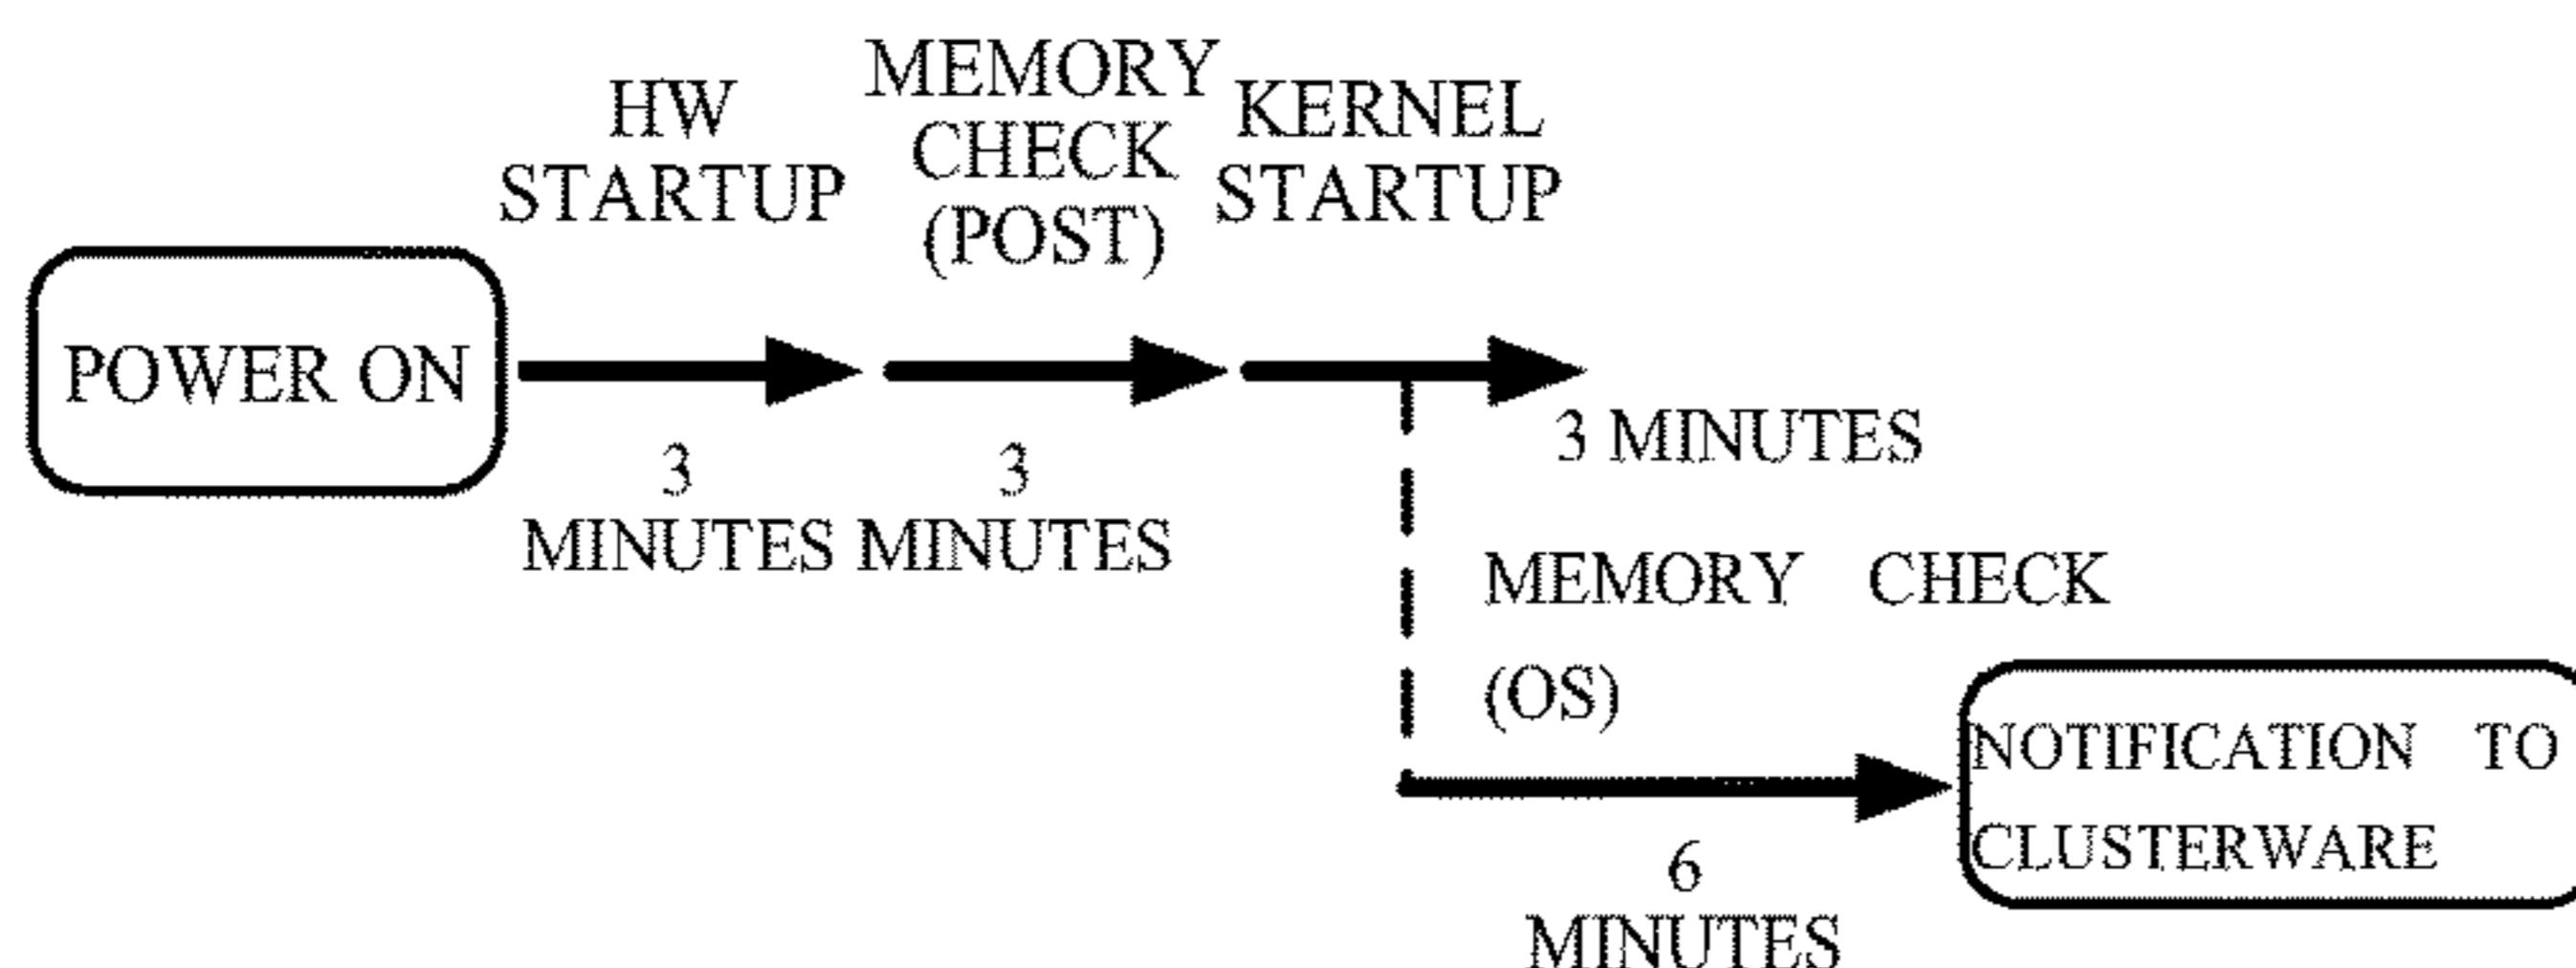 HW
STARTUP
MEMORY
CHECK
(POST)
KERNEL
STARTUP
POWER ON
3
MINUTES
3
MINUTES
3 MINUTES
MEMORY CHECK
(OS)
6
MINUTES
NOTIFICATION TO
CLUSTERWARE